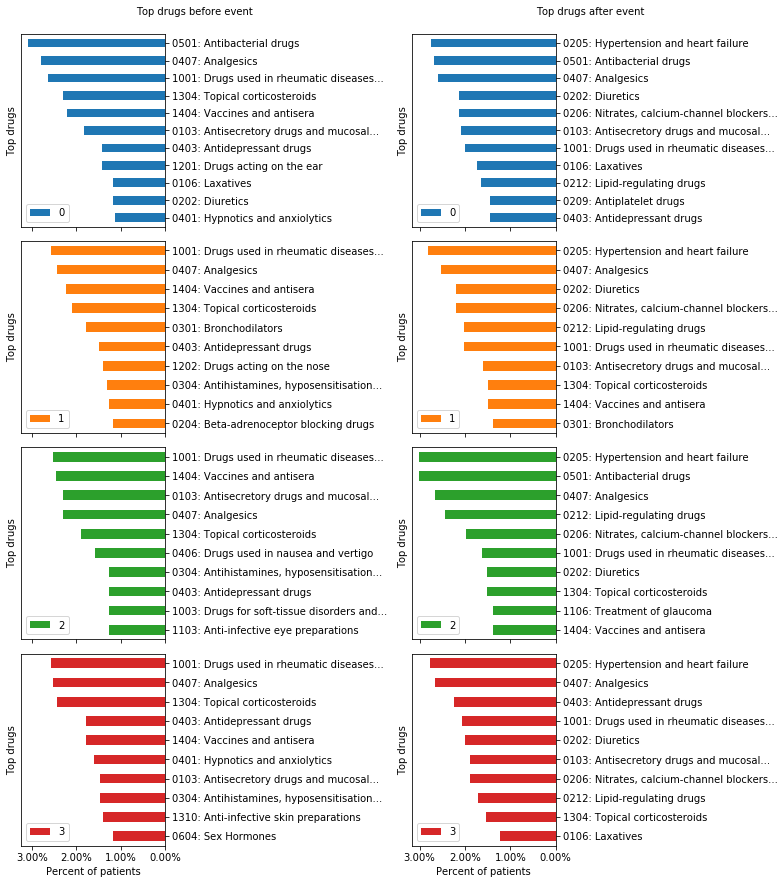 Top drugs before event
Top drugs
0501: Antibacterial drugs
0407: Analgesics
1001: Drugs used in rheumatic diseases...
1304: Topical corticosteroids
1404: Vaccines and antisera
0103: Antisecretory drugs and mucosal...
0403: Antidepressant drugs
1201: Drugs acting on the ear
0106: Laxatives
0202: Diuretics
0401: Hypnotics and anxiolytics
0
Top drugs
1001: Drugs used in rheumatic diseases...
0407: Analgesics
1404: Vaccines and antisera
1304: Topical corticosteroids
0301: Bronchodilators
0403: Antidepressant drugs
1202: Drugs acting on the nose
0304: Antihistamines, hyposensitisation...
0401: Hypnotics and anxiolytics
0204: Beta-adrenoceptor blocking drugs
1
Top drugs
1001: Drugs used in rheumatic diseases...
1404: Vaccines and antisera
0103: Antisecretory drugs and mucosal...
0407: Analgesics
1304: Topical corticosteroids
0406: Drugs used in nausea and vertigo
0304: Antihistamines, hyposensitisation...
0403: Antidepressant drugs
1003: Drugs for soft-tissue disorders and...
1103: Anti-infective eye preparations
2
Top drugs
1001: Drugs used in rheumatic diseases...
0407: Analgesics
1304: Topical corticosteroids
0403: Antidepressant drugs
1404: Vaccines and antisera
0401: Hypnotics and anxiolytics
0103: Antisecretory drugs and mucosal...
0304: Antihistamines, hyposensitisation...
1310: Anti-infective skin preparations
0604: Sex Hormones
3
3.00% 2.00% 1.00% 0.00%
Percent of patients
Top drugs after event
Top drugs
0205: Hypertension and heart failure
0501: Antibacterial drugs
0407: Analgesics
0202: Diuretics
0206: Nitrates, calcium-channel blockers...
0103: Antisecretory drugs and mucosal...
1001: Drugs used in rheumatic diseases...
0106: Laxatives
0212: Lipid-regulating drugs
0209: Antiplatelet drugs
0403: Antidepressant drugs
0
Top drugs
0205: Hypertension and heart failure
0407: Analgesics
0202: Diuretics
0206: Nitrates, calcium-channel blockers...
0212: Lipid-regulating drugs
1001: Drugs used in rheumatic diseases...
0103: Antisecretory drugs and mucosal...
1304: Topical corticosteroids
1404: Vaccines and antisera
0301: Bronchodilators
1
Top drugs
0205: Hypertension and heart failure
0501: Antibacterial drugs
0407: Analgesics
0212: Lipid-regulating drugs
0206: Nitrates, calcium-channel blockers...
1001: Drugs used in rheumatic diseases...
0202: Diuretics
1304: Topical corticosteroids
1106: Treatment of glaucoma
1404: Vaccines and antisera
2
Top drugs
0205: Hypertension and heart failure
0407: Analgesics
0403: Antidepressant drugs
1001: Drugs used in rheumatic diseases...
0202: Diuretics
0103: Antisecretory drugs and mucosal...
0206: Nitrates, calcium-channel blockers...
0212: Lipid-regulating drugs
1304: Topical corticosteroids
0106: Laxatives
3
3.00% 2.00% 1.00% 0.00%
Percent of patients